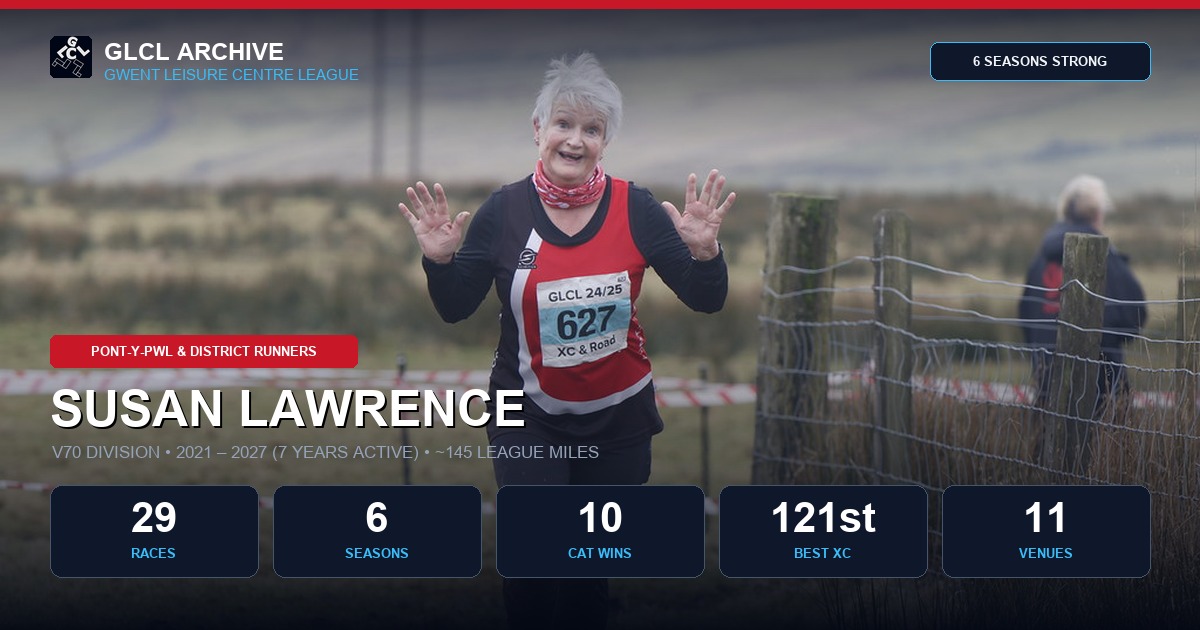 GLCL ARCHIVE
GWENT LEISURE CENTRE LEAGUE
6 SEASONS STRONG
GLCL 24/25
627
XC & Road
PONT-Y-PWL & DISTRICT RUNNERS
SUSAN LAWRENCE
V70 DIVISION • 2021 – 2027 (7 YEARS ACTIVE) • ~145 LEAGUE MILES
29
RACES
6
SEASONS
10
CAT WINS
121st
BEST XC
11
VENUES